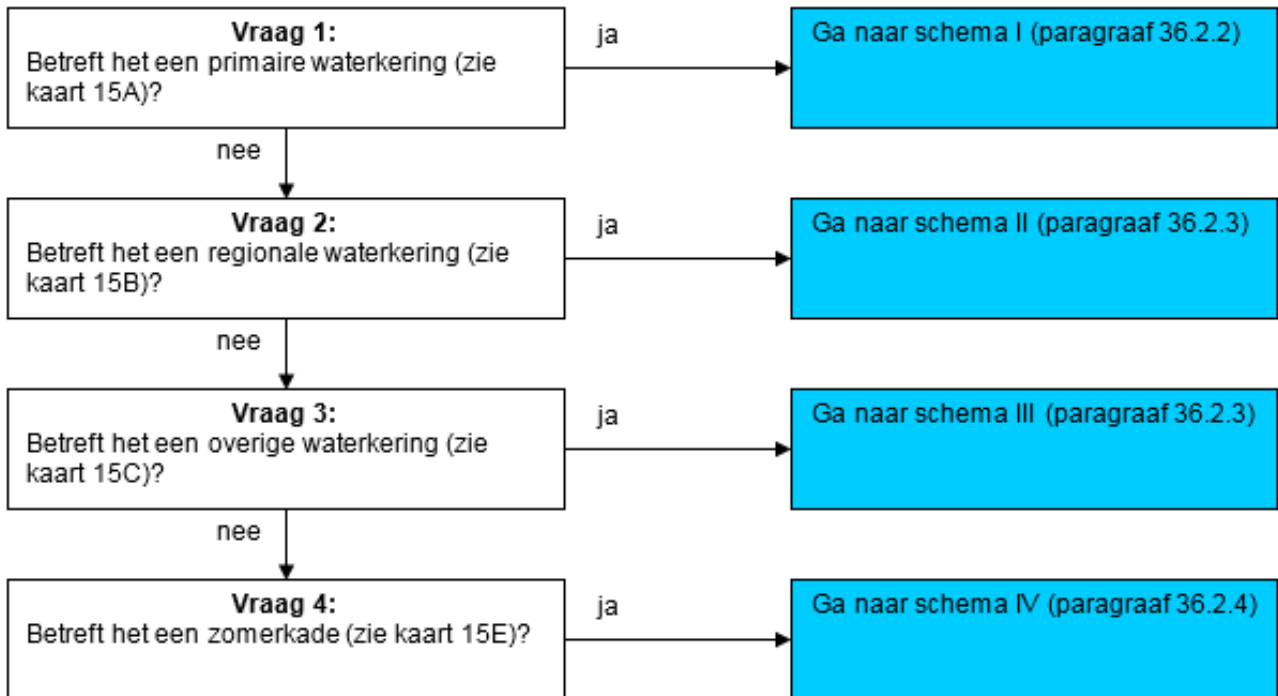 Vraag 1:
Betreft het een primaire waterkering (zie
kaart 15A)?
ja
Ga naar schema I (paragraaf 36.2.2)
nee
Vraag 2:
Betreft het een regionale waterkering (zie
kaart 15B)?
ja
Ga naar schema II (paragraaf 36.2.3)
nee
Vraag 3:
Betreft het een overige waterkering (zie
kaart 15C)?
ja
Ga naar schema III (paragraaf 36.2.3)
nee
Vraag 4:
Betreft het een zomerkade (zie kaart 15E)?
ja
Ga naar schema IV (paragraaf 36.2.4)